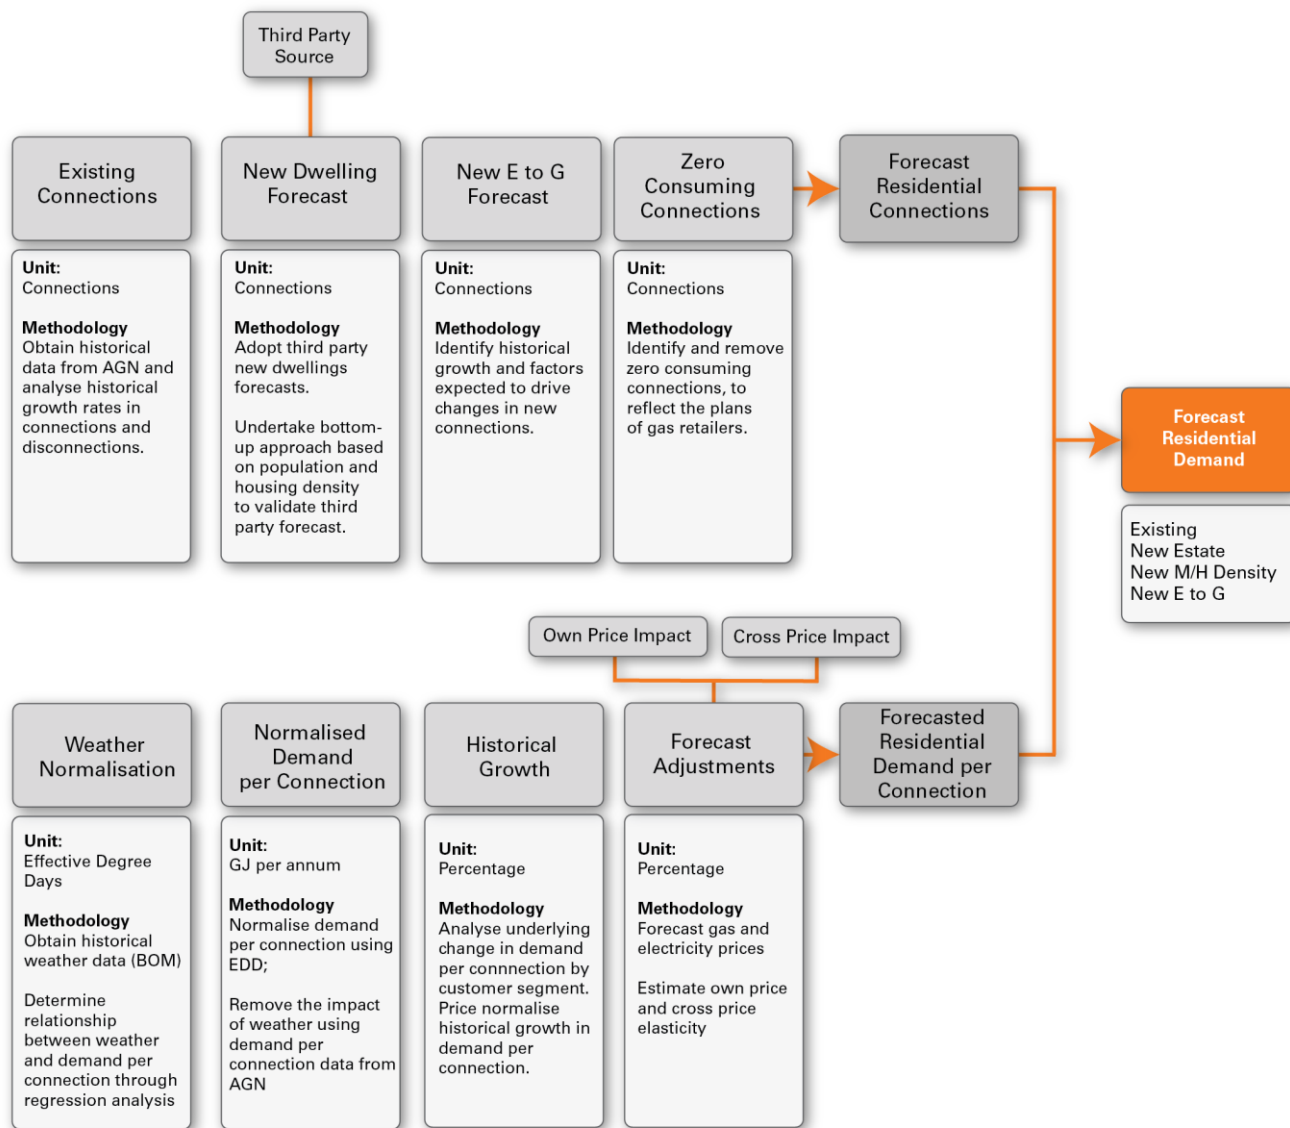 Third Party
Source
Existing
Connections
New Dwelling
Forecast
New E to G
Forecast
Zero
Consuming
Connections
Forecast
Residential
Connections
Unit:
Connections
Methodology
Obtain historical
data from AGN and
analyse historical
growth rates in
connections and
disconnections.
Unit:
Connections
Methodology
Adopt third party
new dwellings
forecasts.
Undertake bottom-
up approach based
on population and
housing density
to validate third
party forecast.
Unit:
Connections
Methodology
Identify historical
growth and factors
expected to drive
changes in new
connections.
Unit:
Connections
Methodology
Identify and remove
zero consuming
connections, to
reflect the plans
of gas retailers.
Forecast
Residential
Demand
Existing
New Estate
New M/H Density
New E to G
Own Price Impact
Cross Price Impact
Weather
Normalisation
Normalised
Demand
per Connection
Historical
Growth
Forecast
Adjustments
Forecasted
Residential
Demand per
Connection
Unit:
Effective Degree
Days
Methodology
Obtain historical
weather data (BOM)
Determine
relationship
between weather
and demand per
connection through
regression analysis
Unit:
GJ per annum
Methodology
Normalise demand
per connection using
EDD;
Remove the impact
of weather using
demand per
connection data from
AGN
Unit:
Percentage
Methodology
Analyse underlying
change in demand
per connnection by
customer segment.
Price normalise
historical growth in
demand per
connection.
Unit:
Percentage
Methodology
Forecast gas and
electricity prices
Estimate own price
and cross price
elasticity